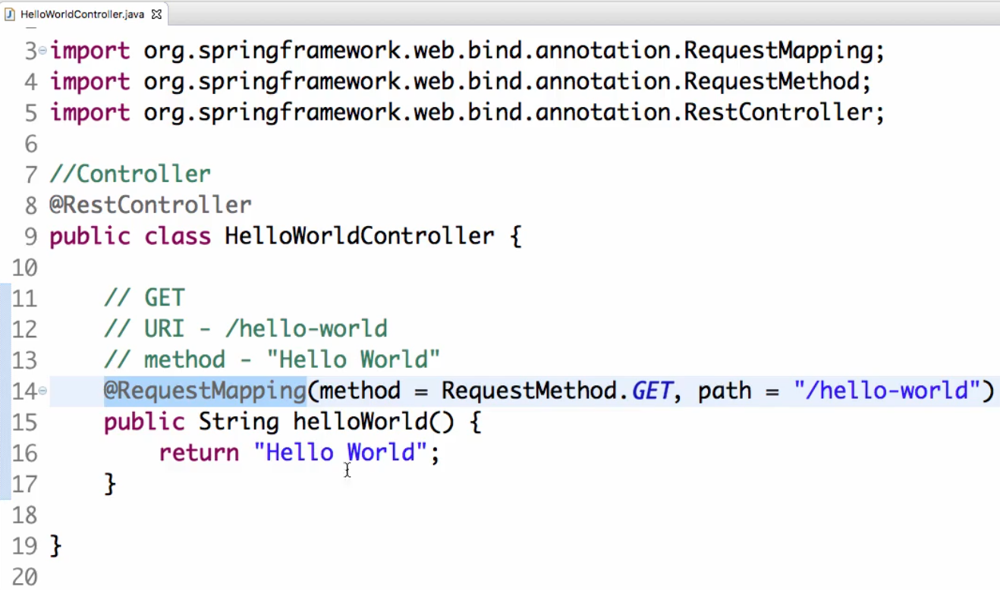 HelloWorldController.java
3 import org.springframework.web.bind.annotation.RequestMapping;
4 import org.springframework.web.bind.annotation.RequestMethod;
5 import org.springframework.web.bind.annotation.RestController;
6
7 //Controller
8 @RestController
9 public class HelloWorldController {
10
11 // GET
12 // URI - /hello-world
13 // method - "Hello World"
14 @RequestMapping(method = RequestMethod.GET, path = "/hello-world")
15 public String helloWorld() {
16 return "Hello World";
17 }
18
19 }
20